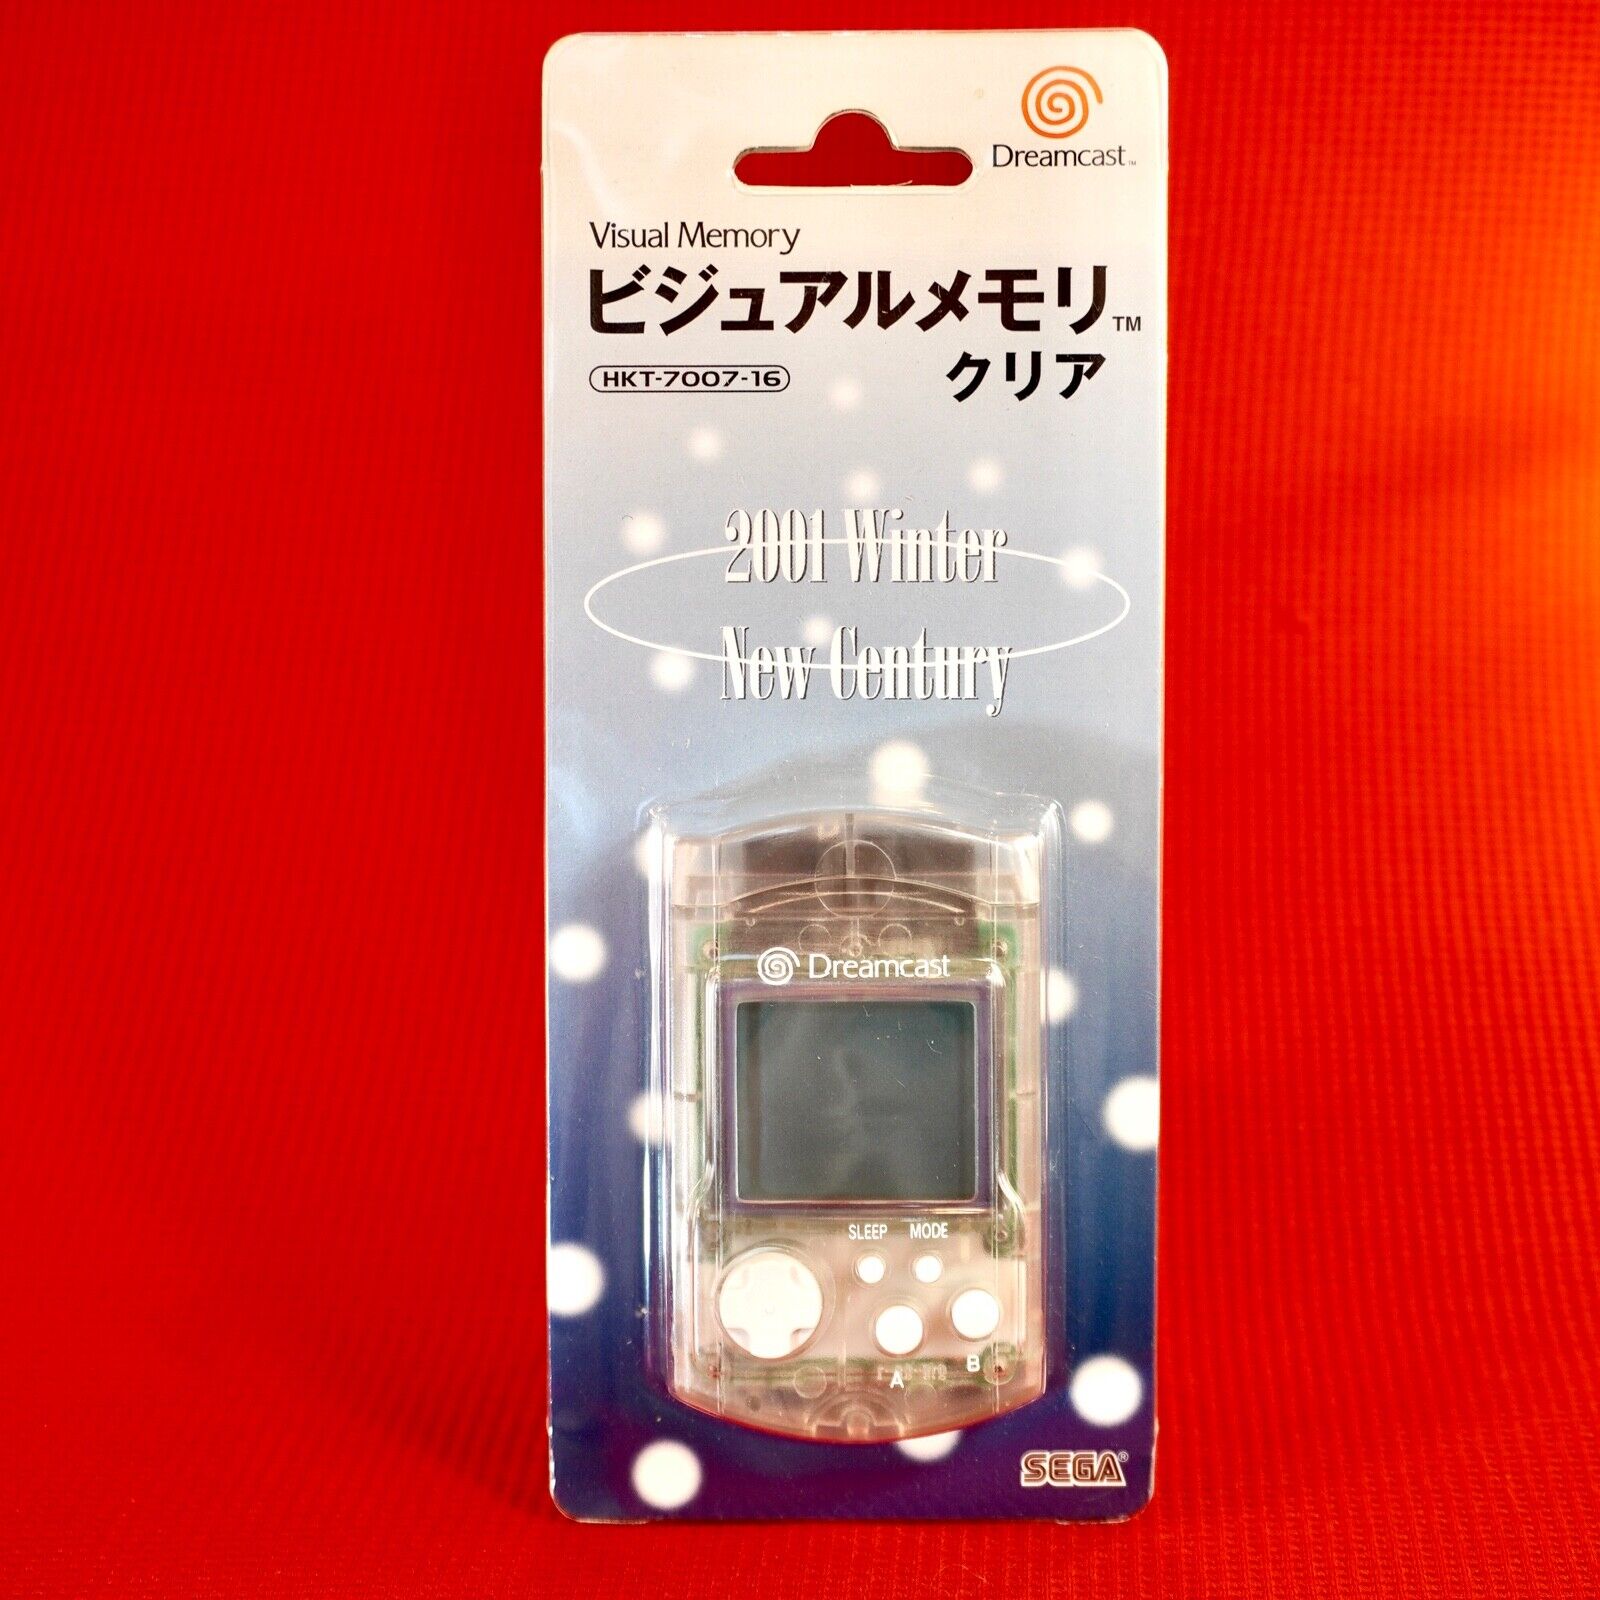 Dreamcast™
Visual Memory
ビジュアルメモリ™
HKT-7007-16
クリア
2001 Winter
New Century
Dreamcast
SLEEP MODE
B
A
SEGA®